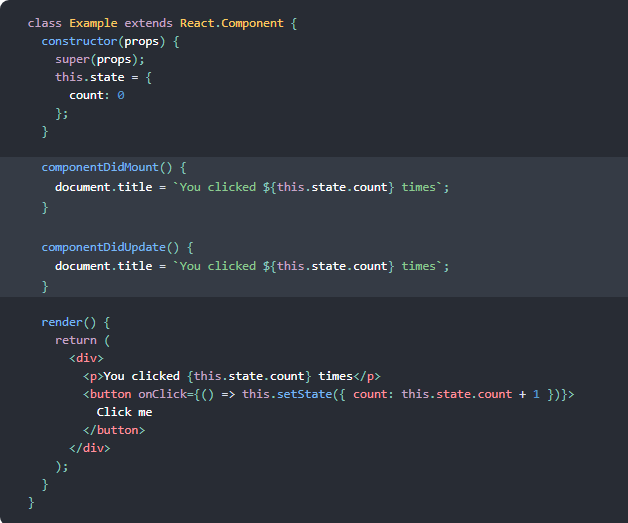 class Example extends React.Component {
  constructor(props) {
    super(props);
    this.state = {
      count: 0
    };
  }

  componentDidMount() {
    document.title = `You clicked ${this.state.count} times`;
  }

  componentDidUpdate() {
    document.title = `You clicked ${this.state.count} times`;
  }

  render() {
    return (
      <div>
        <p>You clicked {this.state.count} times</p>
        <button onClick={() => this.setState({ count: this.state.count + 1 })}>
          Click me
        </button>
      </div>
    );
  }
}